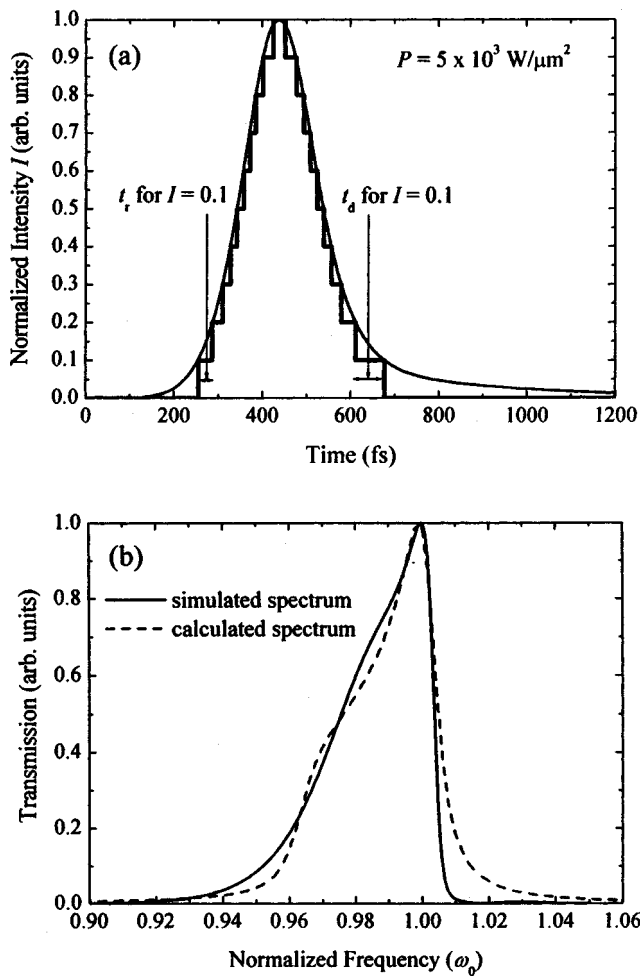 (a)
P = 5 x 10³ W/μm²
t_r for I = 0.1
t_d for I = 0.1
Normalized Intensity I (arb. units)
1.0
0.9
0.8
0.7
0.6
0.5
0.4
0.3
0.2
0.1
0.0
0 200 400 600 800 1000 1200
Time (fs)
(b)
simulated spectrum
calculated spectrum
Transmission (arb. units)
1.0
0.8
0.6
0.4
0.2
0.0
0.90 0.92 0.94 0.96 0.98 1.00 1.02 1.04 1.06
Normalized Frequency (ω₀)